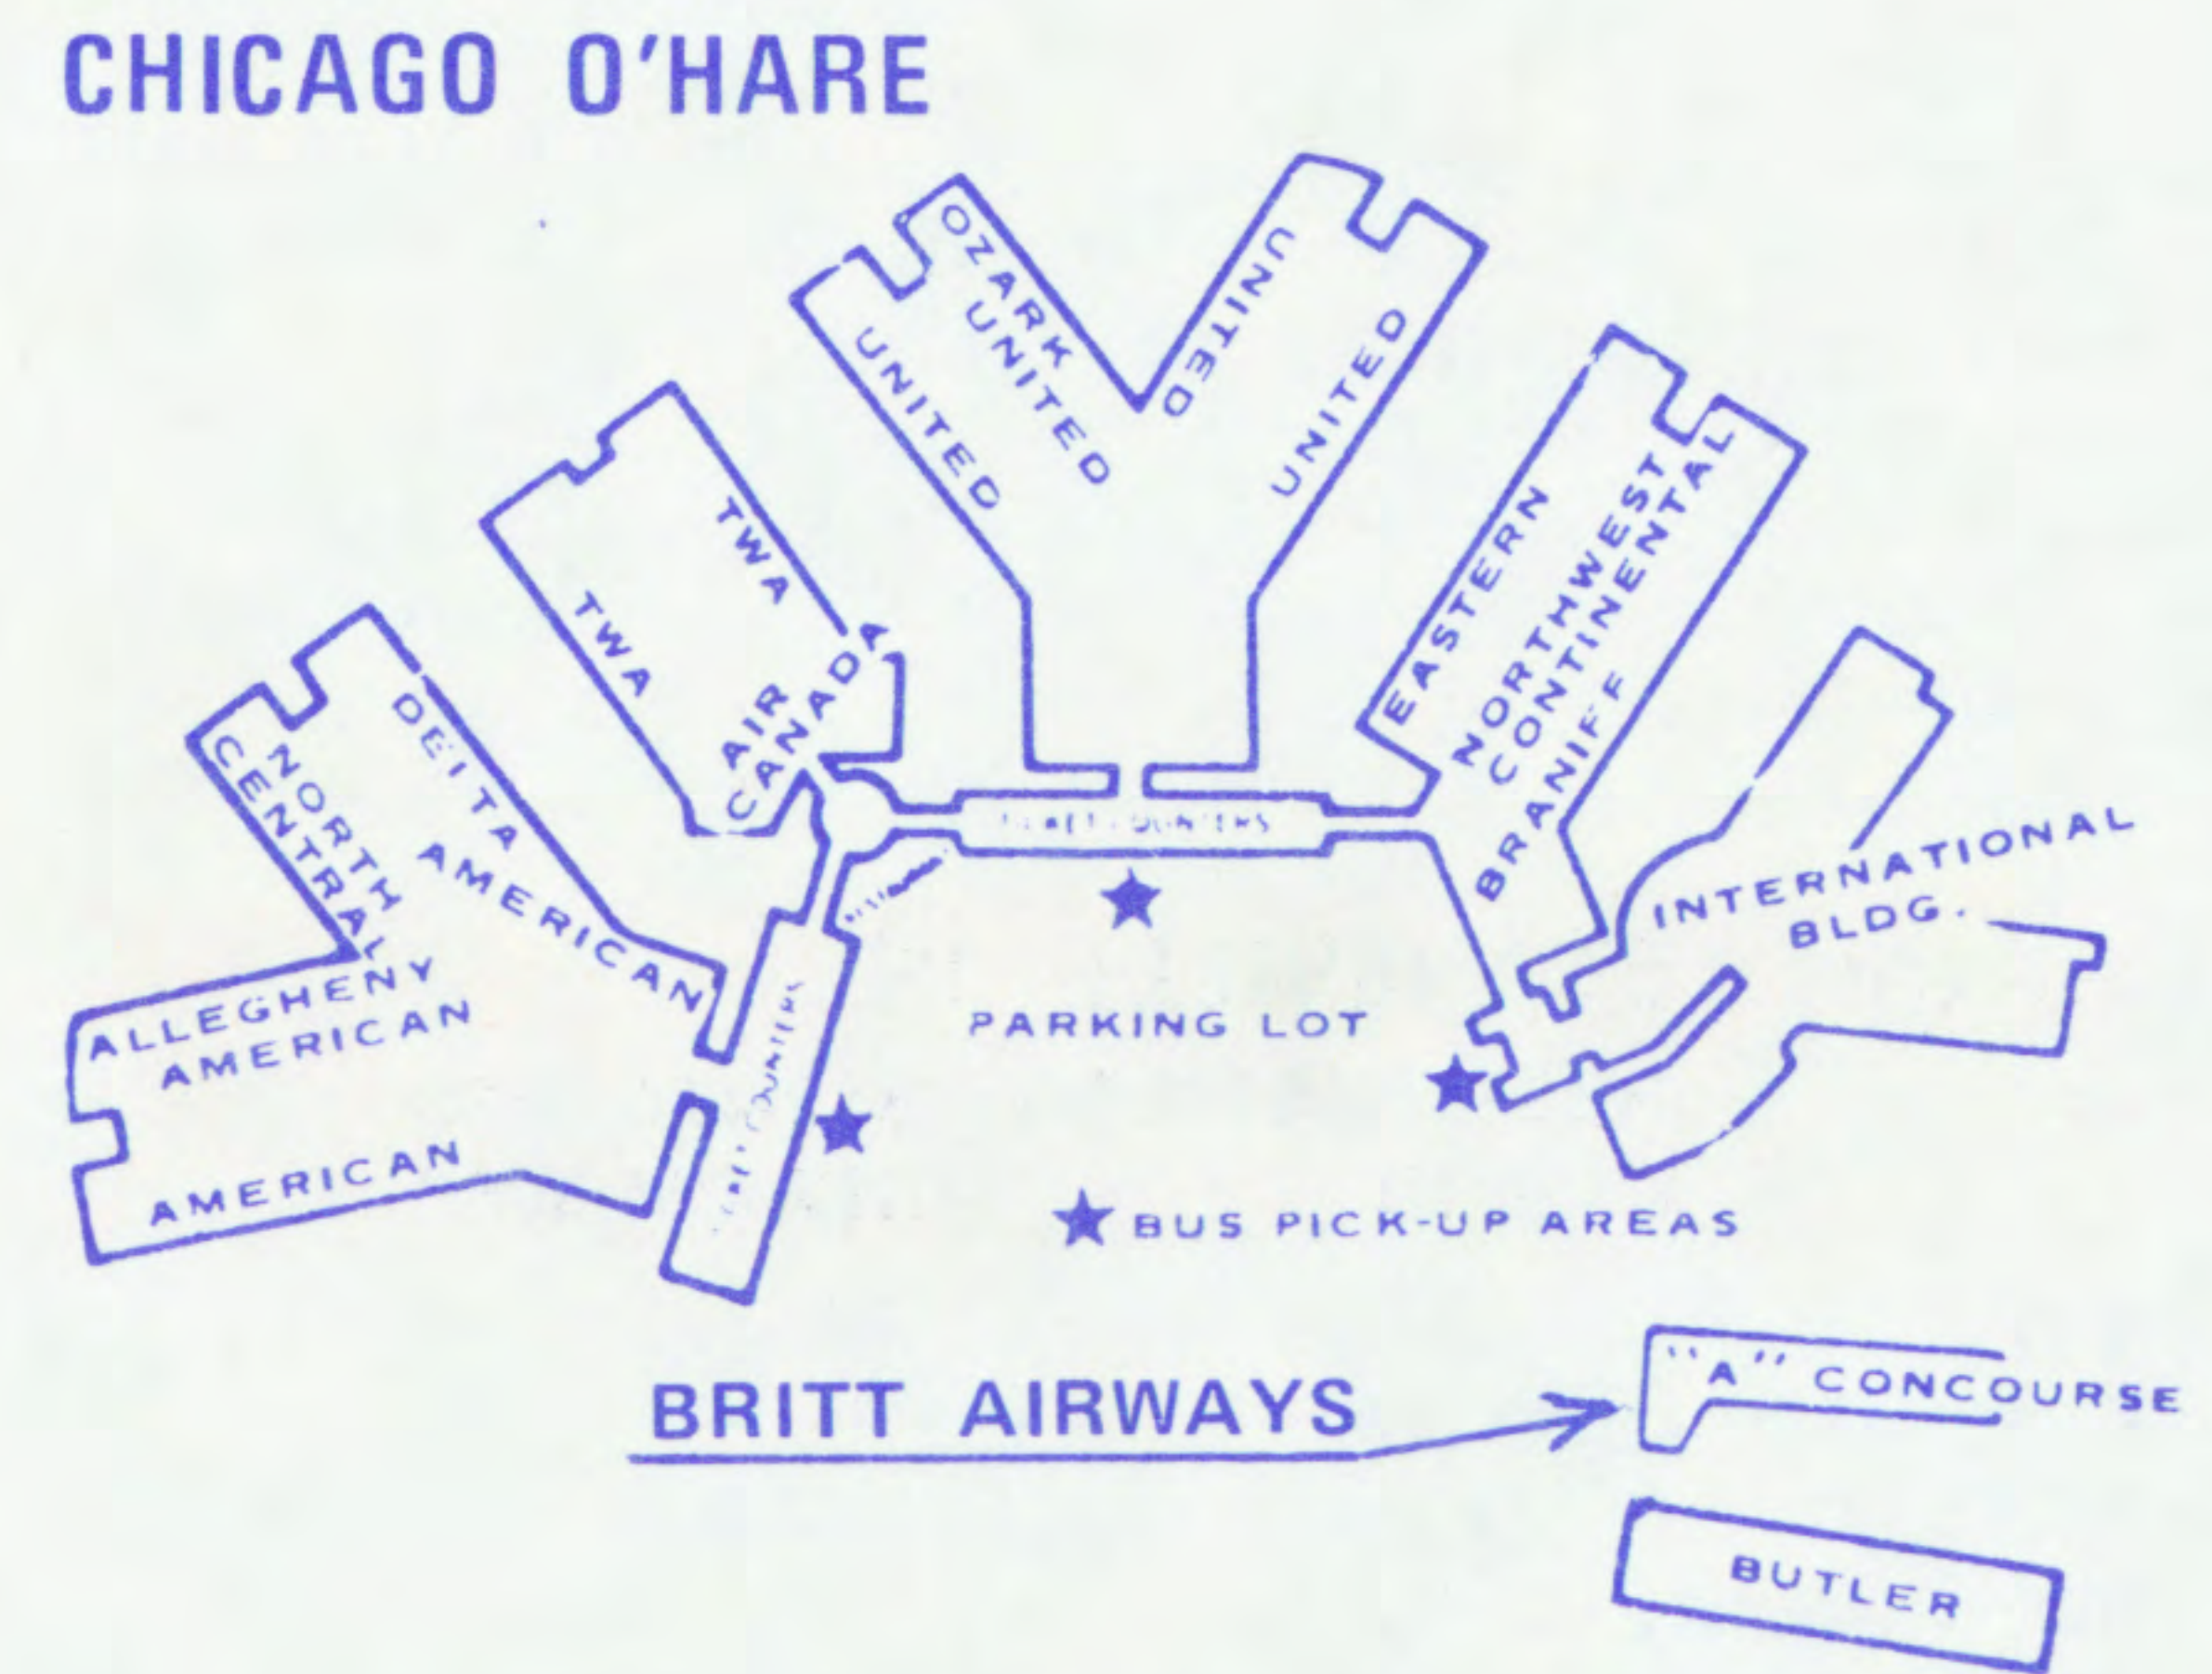 CHICAGO O'HARE
OZARK
UNITED
UNITED
UNITED
UNITED
TWA
TWA
AIR
CANADA
EASTERN
NORTHWEST
CONTINENTAL
BRANIFF
DELTA
NORTH
CENTRAL
AMERICAN
ALLEGHENY
AMERICAN
AMERICAN
INTERNATIONAL
BLDG.
PARKING LOT
★ BUS PICK-UP AREAS
BRITT AIRWAYS
"A" CONCOURSE
BUTLER